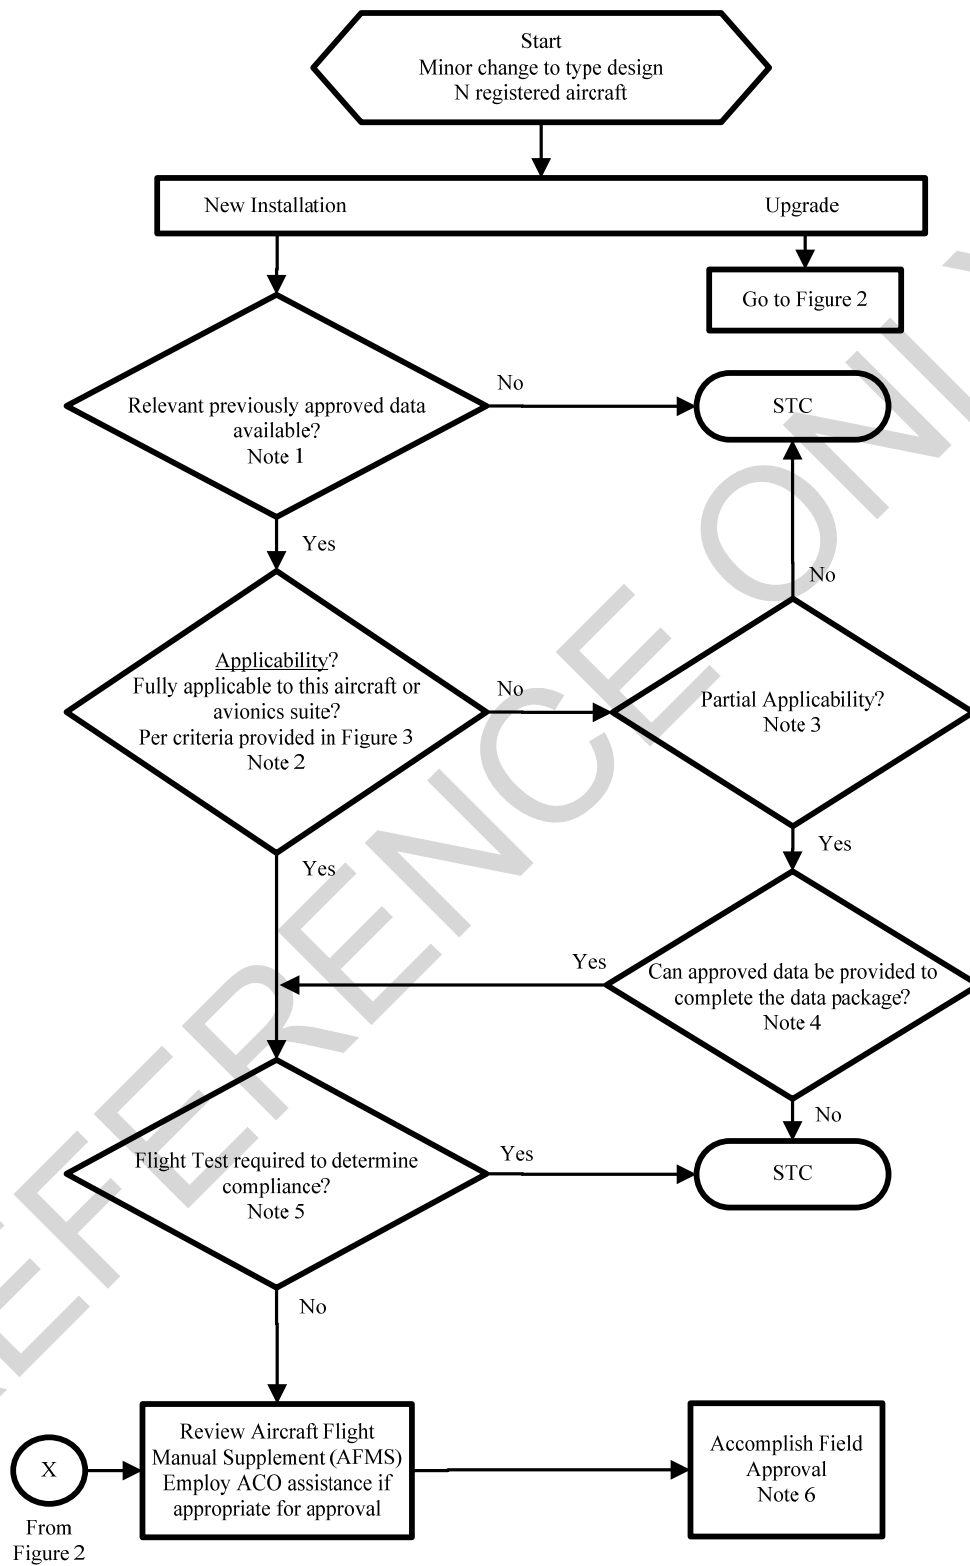 Start
Minor change to type design
N registered aircraft
New Installation
Upgrade
Go to Figure 2
Relevant previously approved data
available?
Note 1
No
STC
Yes
No
Applicability?
Fully applicable to this aircraft or
avionics suite?
Per criteria provided in Figure 3
Note 2
No
Partial Applicability?
Note 3
Yes
Yes
Yes
Can approved data be provided to
complete the data package?
Note 4
No
Flight Test required to determine
compliance?
Note 5
Yes
STC
No
X
From
Figure 2
Review Aircraft Flight
Manual Supplement (AFMS)
Employ ACO assistance if
appropriate for approval
Accomplish Field
Approval
Note 6
REFERENCE ONLY